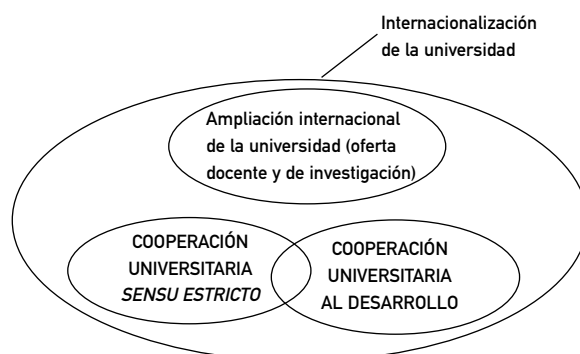 Internacionalización
de la universidad
Ampliación internacional
de la universidad (oferta
docente y de investigación)
COOPERACIÓN
UNIVERSITARIA
SENSU ESTRICTO
COOPERACIÓN
UNIVERSITARIA
AL DESARROLLO